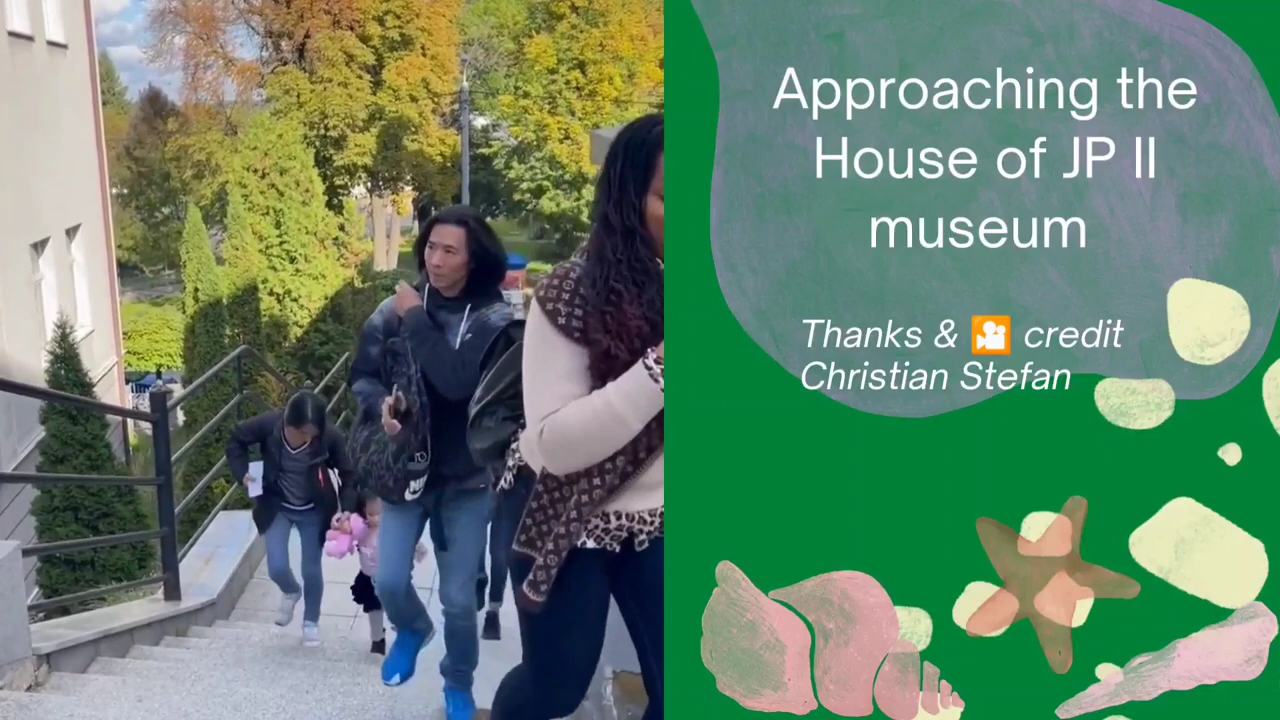 Approaching the
House of JP II
museum
Thanks & 🎦 credit
Christian Stefan
NIKE